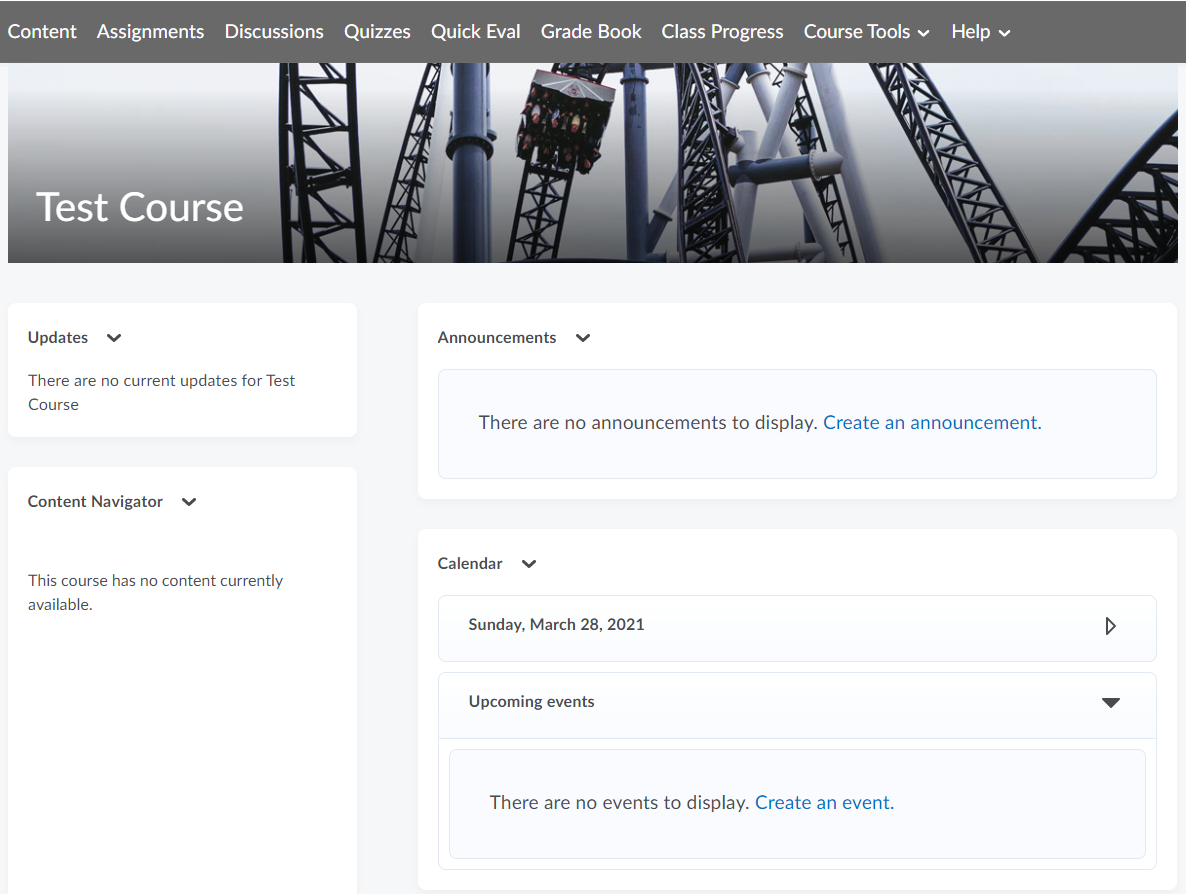 Content Assignments Discussions Quizzes Quick Eval Grade Book Class Progress Course Tools Help
Test Course
Updates
There are no current updates for Test
Course
Content Navigator
This course has no content currently
available.
Announcements
There are no announcements to display. Create an announcement.
Calendar
Sunday, March 28, 2021
Upcoming events
There are no events to display. Create an event.